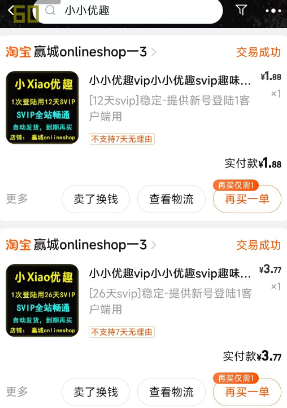 小小优趣
淘宝 赢城onlineshop一3
交易成功
小Xiao优趣
1次登陆用12天SVIP
SVIP全站畅通
自动发货，到期再买
店铺：赢城onlineshop
小小优趣vip小小优趣svip趣味...
¥1.88
[12天svip]稳定-提供新号登陆1客户端用
×1
不支持7天无理由
实付款¥1.88
再买仅需1
更多
卖了换钱
查看物流
再买一单
淘宝 赢城onlineshop一3
交易成功
小Xiao优趣
1次登陆用26天SVIP
SVIP全站畅通
自动发货，到期再买
店铺：赢城onlineshop
小小优趣vip小小优趣svip趣味...
¥3.77
[26天svip]稳定-提供新号登陆1客户端用
×1
不支持7天无理由
实付款¥3.77
再买仅需1
更多
卖了换钱
查看物流
再买一单